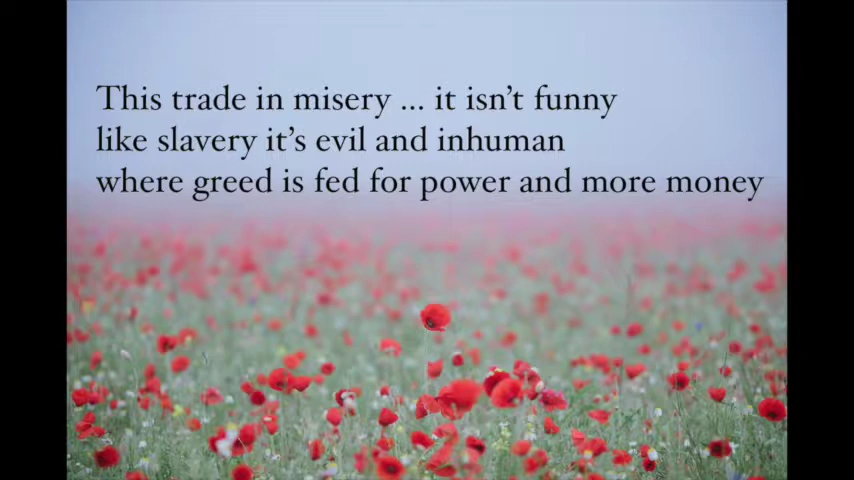 This trade in misery ... it isn’t funny
like slavery it’s evil and inhuman
where greed is fed for power and more money